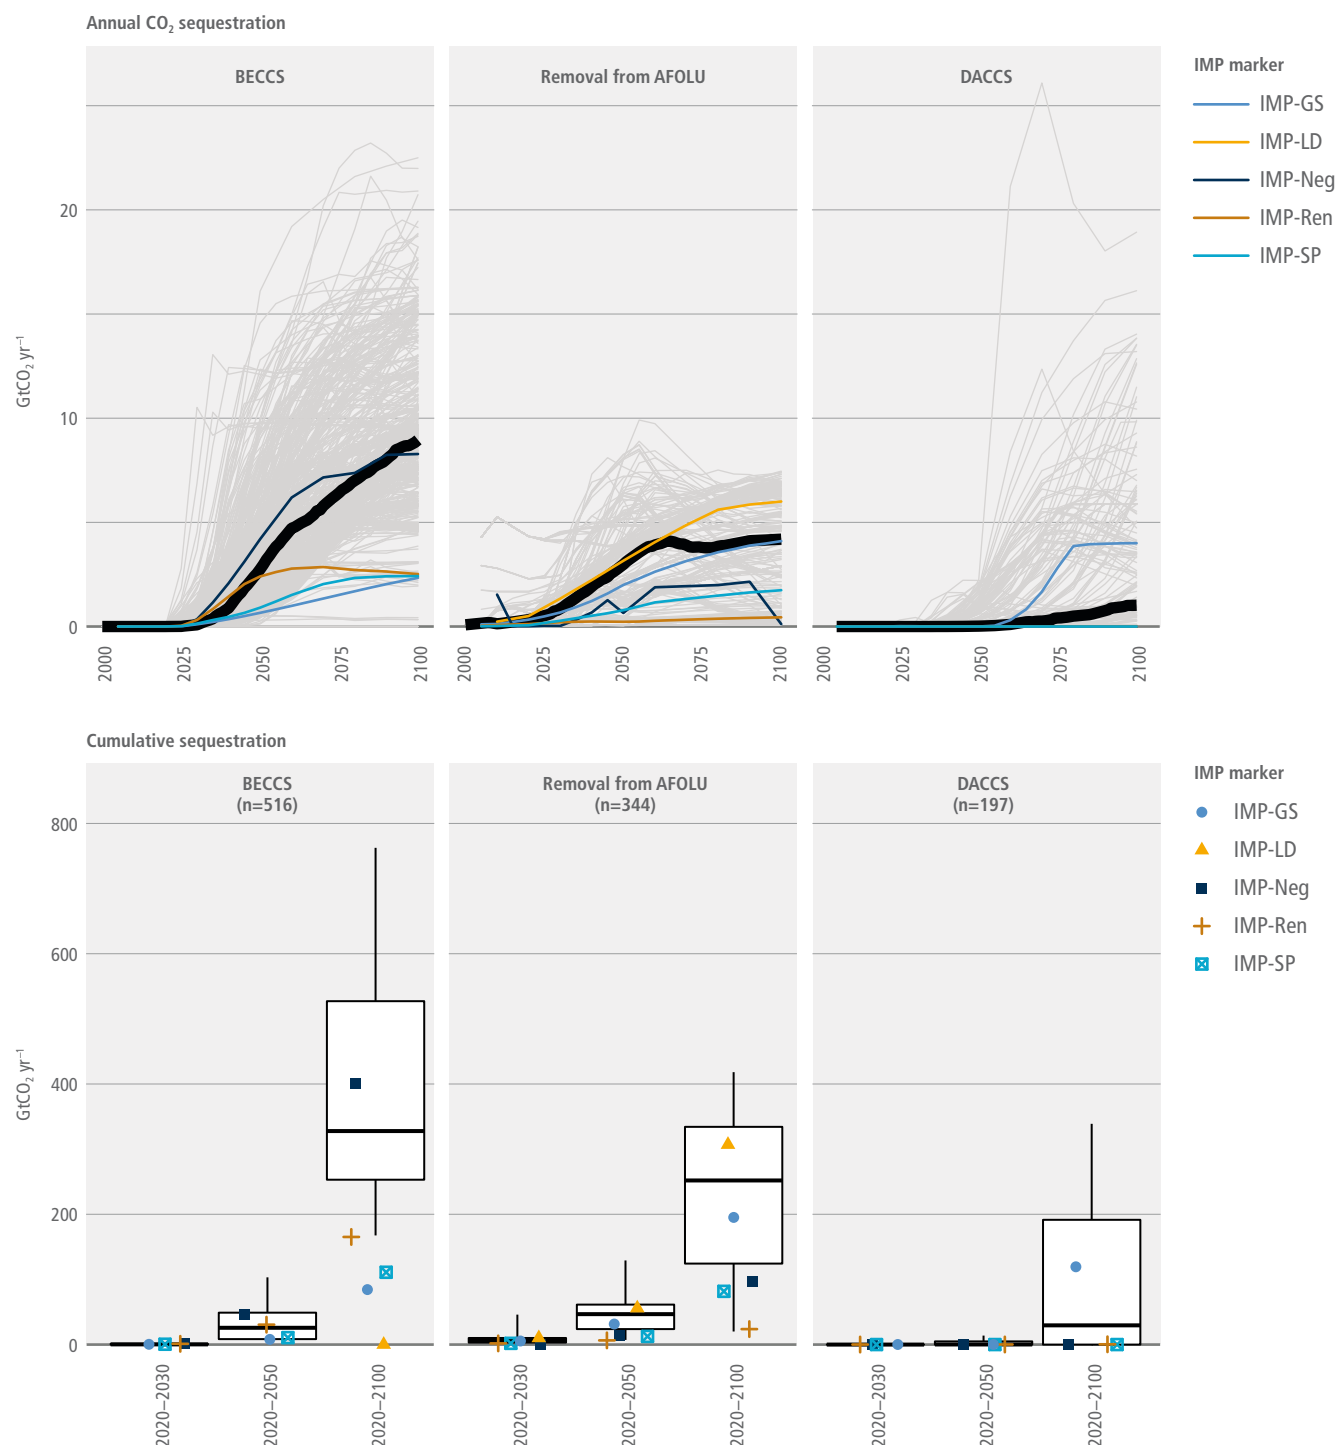 Annual CO₂ sequestration
BECCS
Removal from AFOLU
DACCS
IMP marker
IMP-GS
IMP-LD
IMP-Neg
IMP-Ren
IMP-SP
GtCO₂ yr⁻¹
20
10
0
2000 2025 2050 2075 2100
2000 2025 2050 2075 2100
2000 2025 2050 2075 2100
Cumulative sequestration
BECCS
(n=516)
Removal from AFOLU
(n=344)
DACCS
(n=197)
IMP marker
IMP-GS
IMP-LD
IMP-Neg
IMP-Ren
IMP-SP
GtCO₂ yr⁻¹
800
600
400
200
0
2020–2030 2020–2050 2020–2100
2020–2030 2020–2050 2020–2100
2020–2030 2020–2050 2020–2100